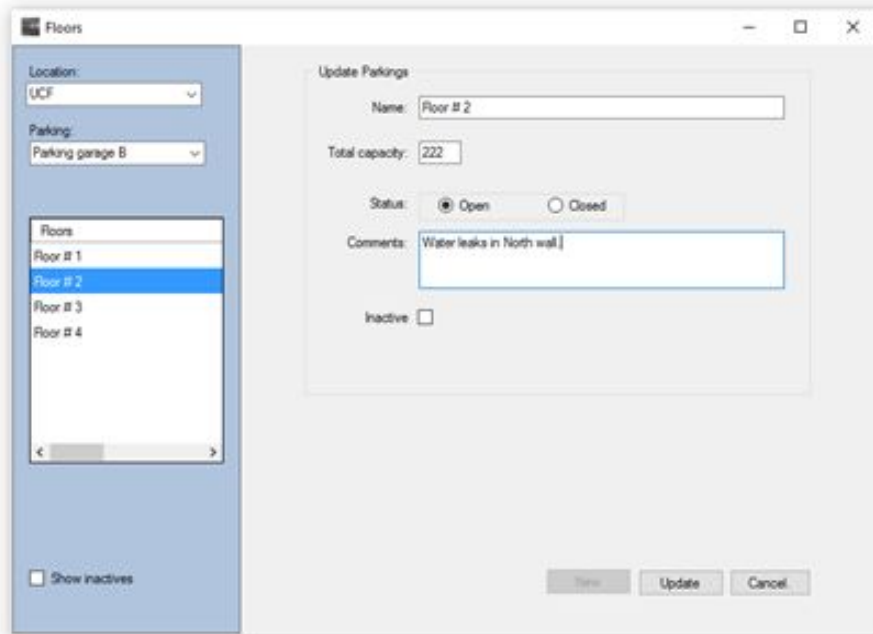 Floors
Location:
UCF
Parking:
Parking garage B
Floors
Floor # 1
Floor # 2
Floor # 3
Floor # 4
Show inactives
Update Parkings
Name: Floor # 2
Total capacity: 222
Status: Open Closed
Comments: Water leaks in North wall.
Inactive
New Update Cancel.